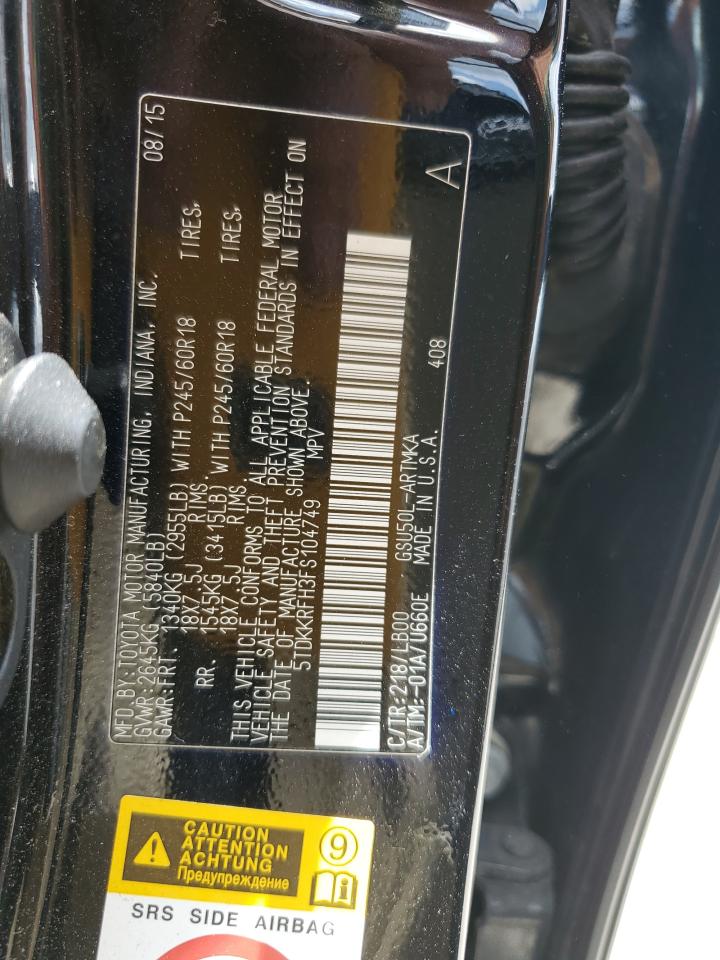 MFD.BY:TOYOTA MOTOR MANUFACTURING, INDIANA, INC. 08/15
GVWR:2645KG (5840LB)
GAWR:FRT. 1340KG (2955LB) WITH P245/60R18 TIRES,
18X7.5J RIMS,
RR. 1545KG (3415LB) WITH P245/60R18 TIRES,
18X7.5J RIMS.
THIS VEHICLE CONFORMS TO ALL APPLICABLE FEDERAL MOTOR
VEHICLE SAFETY AND THEFT PREVENTION STANDARDS IN EFFECT ON
THE DATE OF MANUFACTURE SHOWN ABOVE.
5TDKKRFH3FS104749 MPV
C/TR:218/LB00 GSU50L-ARTMKA 408 A
A/TM:-01A/U660E MADE IN U.S.A.
CAUTION
ATTENTION
ACHTUNG
Предупреждение
9
i
SRS SIDE AIRBAG